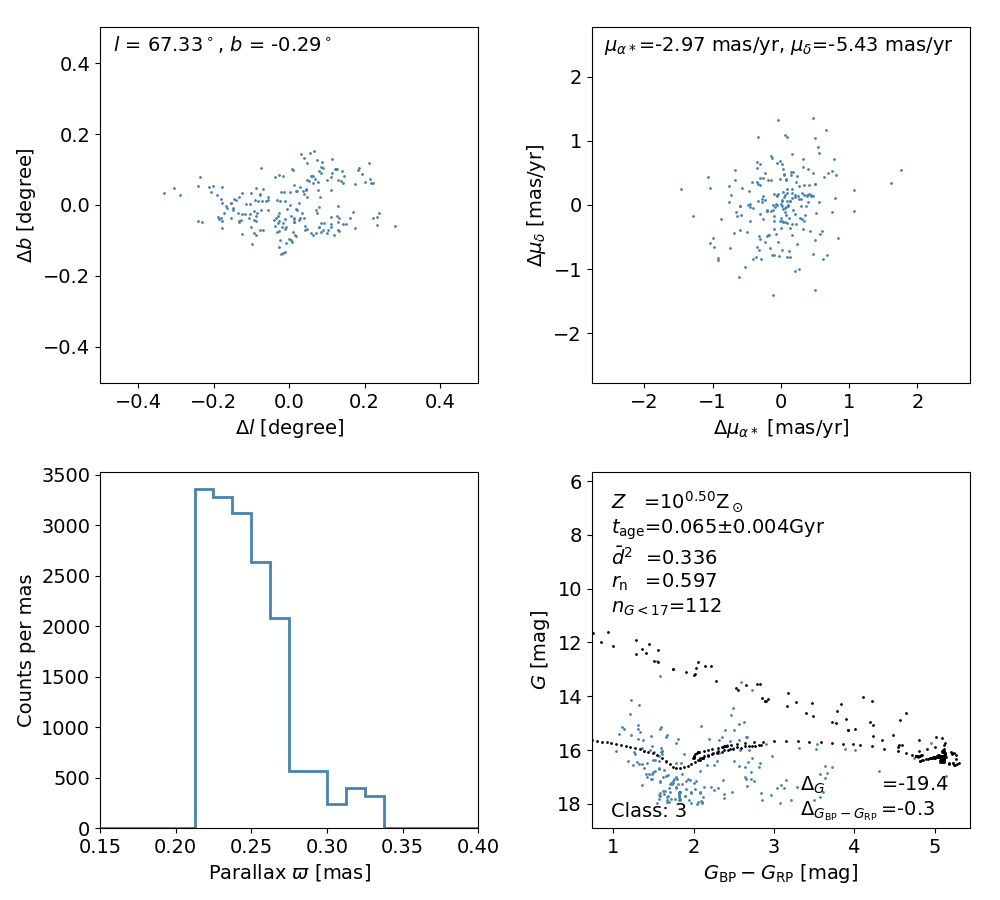 l = 67.33°, b = -0.29°
0.4
0.2
0.0
−0.2
−0.4
Δb [degree]
−0.4 −0.2 0.0 0.2 0.4
Δl [degree]
μα*=-2.97 mas/yr, μδ=-5.43 mas/yr
2
1
0
−1
−2
Δμδ [mas/yr]
−2 −1 0 1 2
Δμα* [mas/yr]
3500
3000
2500
2000
1500
1000
500
0
Counts per mas
0.15 0.20 0.25 0.30 0.35 0.40
Parallax ϖ [mas]
6
8
10
12
14
16
18
G [mag]
Z =10^0.50 Z⊙
t_age=0.065±0.004Gyr
d̄² =0.336
r_n =0.597
n_G<17=112
Δ_G =-19.4
Δ_GBP−GRP =-0.3
Class: 3
1 2 3 4 5
G_BP − G_RP [mag]